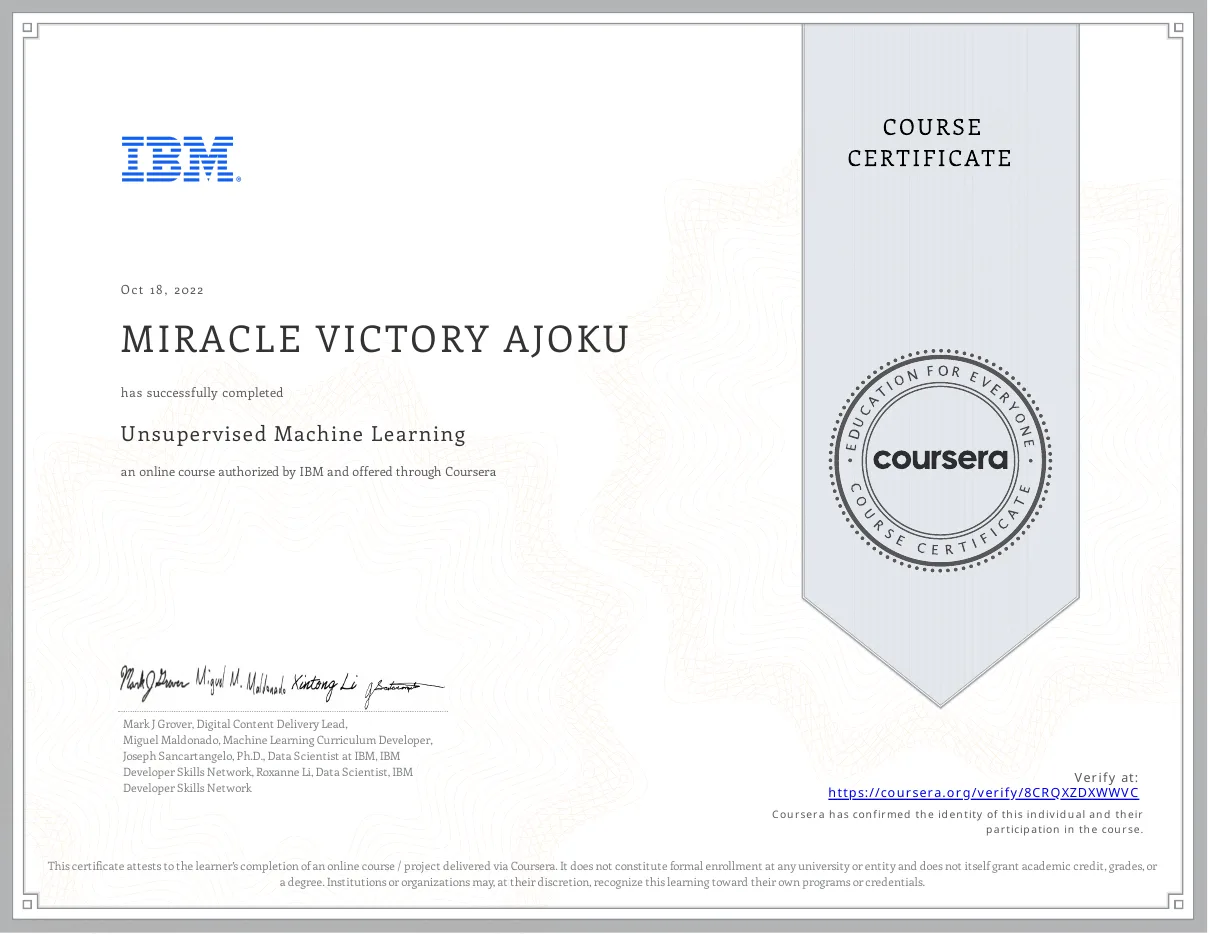 COURSE
CERTIFICATE
IBM®
Oct 18, 2022
MIRACLE VICTORY AJOKU
has successfully completed
Unsupervised Machine Learning
an online course authorized by IBM and offered through Coursera
EDUCATION FOR EVERYONE
coursera
COURSE CERTIFICATE
Mark J Grover Miguel M. Maldonado Xintong Li
Mark J Grover, Digital Content Delivery Lead,
Miguel Maldonado, Machine Learning Curriculum Developer,
Joseph Sancartangelo, Ph.D., Data Scientist at IBM, IBM
Developer Skills Network, Roxanne Li, Data Scientist, IBM
Developer Skills Network
Verify at:
https://coursera.org/verify/8CRQXZDXWWVC
Coursera has confirmed the identity of this individual and their
participation in the course.
This certificate attests to the learner's completion of an online course / project delivered via Coursera. It does not constitute formal enrollment at any university or entity and does not itself grant academic credit, grades, or
a degree. Institutions or organizations may, at their discretion, recognize this learning toward their own programs or credentials.